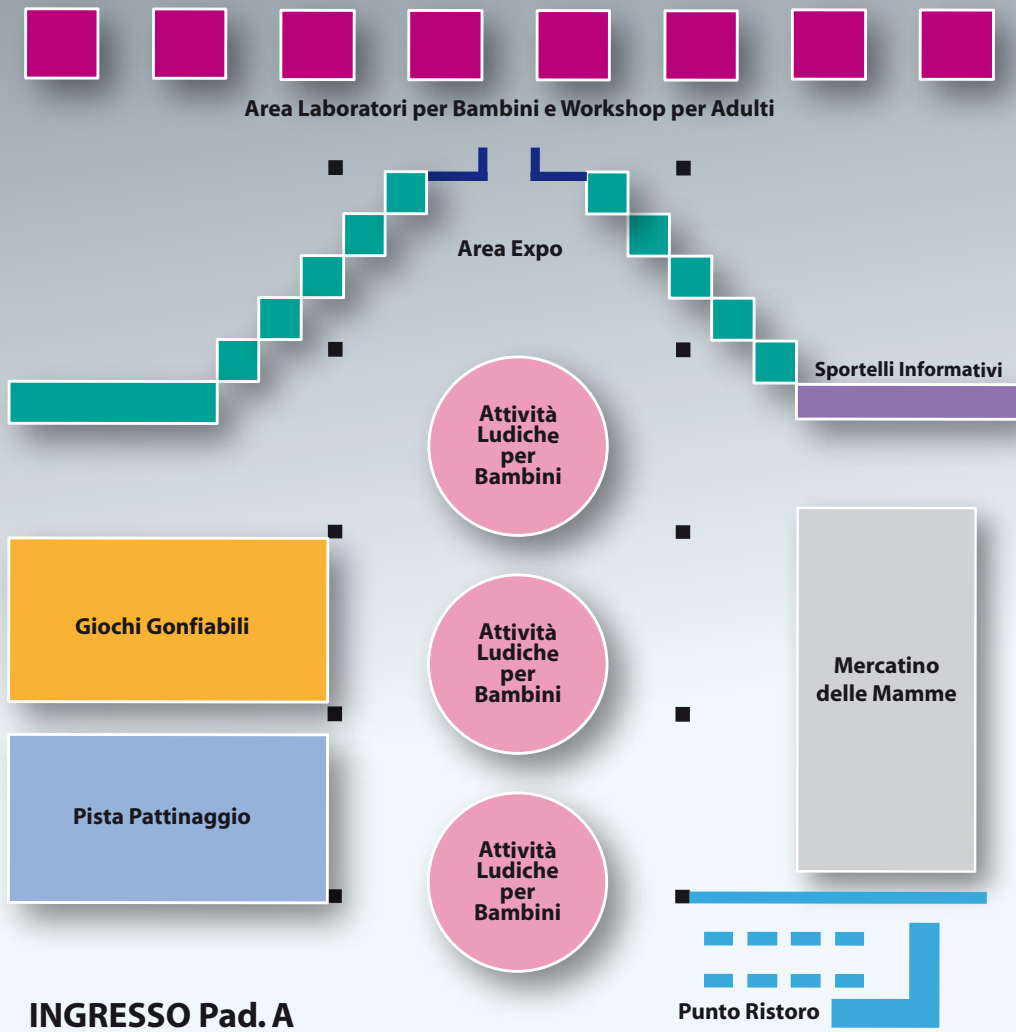 Area Laboratori per Bambini e Workshop per Adulti
Area Expo
Sportelli Informativi
Attività
Ludiche
per
Bambini
Giochi Gonfiabili
Attività
Ludiche
per
Bambini
Mercatino
delle Mamme
Pista Pattinaggio
Attività
Ludiche
per
Bambini
INGRESSO Pad. A
Punto Ristoro